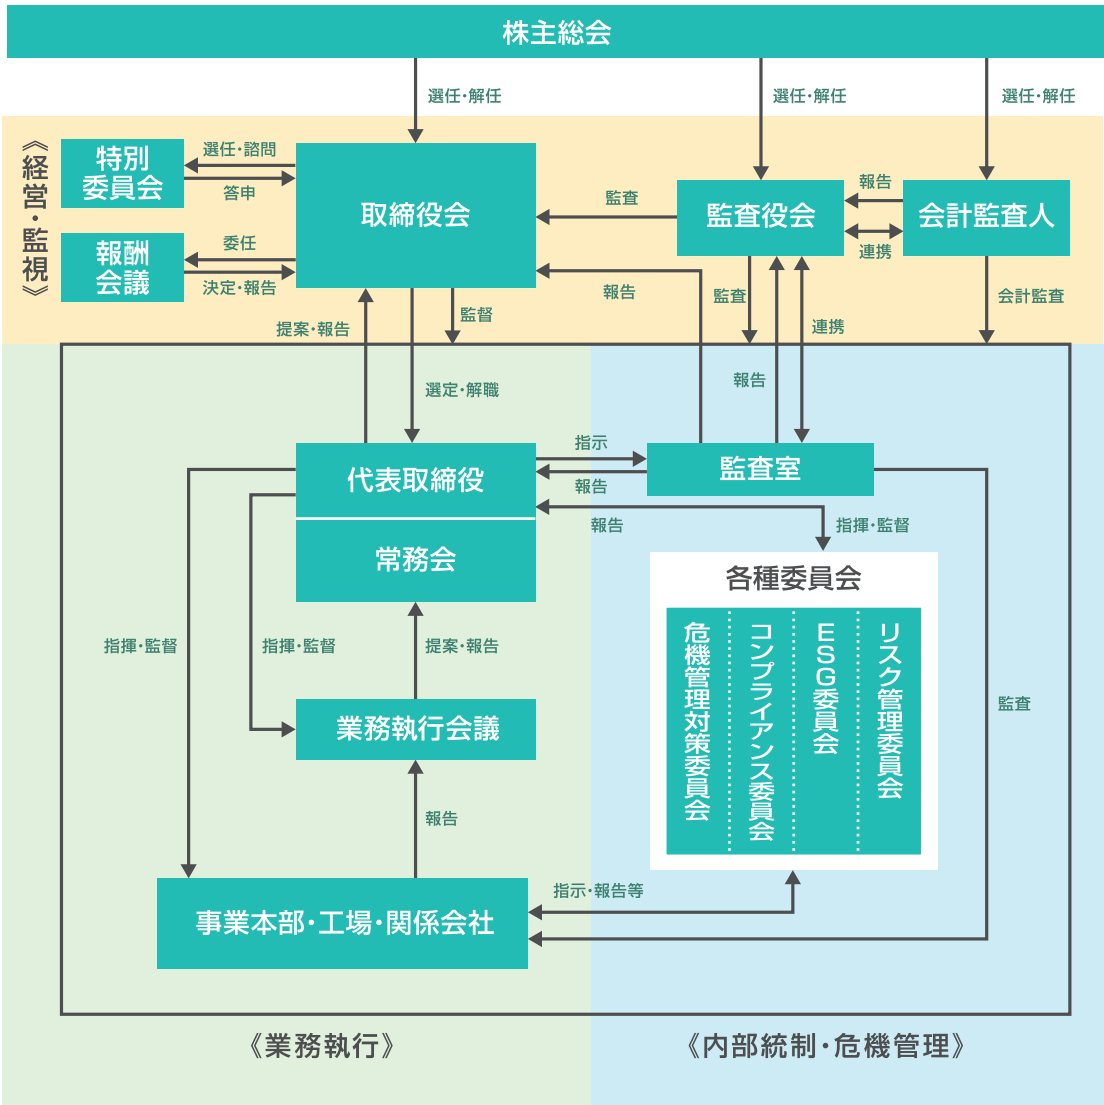 株主総会
選任・解任
選任・解任
選任・解任
《経営・監視》
特別
委員会
選任・諮問
答申
報酬
会議
委任
決定・報告
取締役会
監査
監査役会
報告
連携
会計監査人
報告
監査
連携
会計監査
提案・報告
監督
選定・解職
報告
代表取締役
常務会
指示
報告
監査室
報告
指揮・監督
各種委員会
危機管理対策委員会
コンプライアンス委員会
ESG委員会
リスク管理委員会
指揮・監督
指揮・監督
提案・報告
業務執行会議
監査
報告
事業本部・工場・関係会社
指示・報告等
《業務執行》
《内部統制・危機管理》